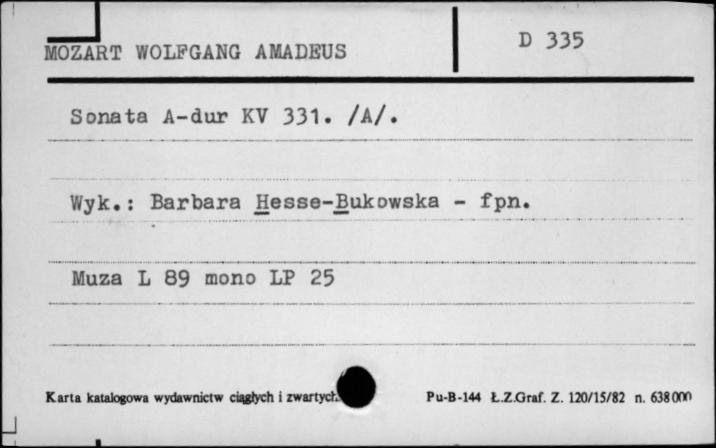 MOZART WOLFGANG AMADEUS
D 335
Sonata A-dur KV 331. /A/.
Wyk.: Barbara Hesse-Bukowska - fpn.
Muza L 89 mono LP 25
Karta katalogowa wydawnictw ciągłych i zwartych
Pu-B-144 Ł.Z.Graf. Z. 120/15/82 n. 638000